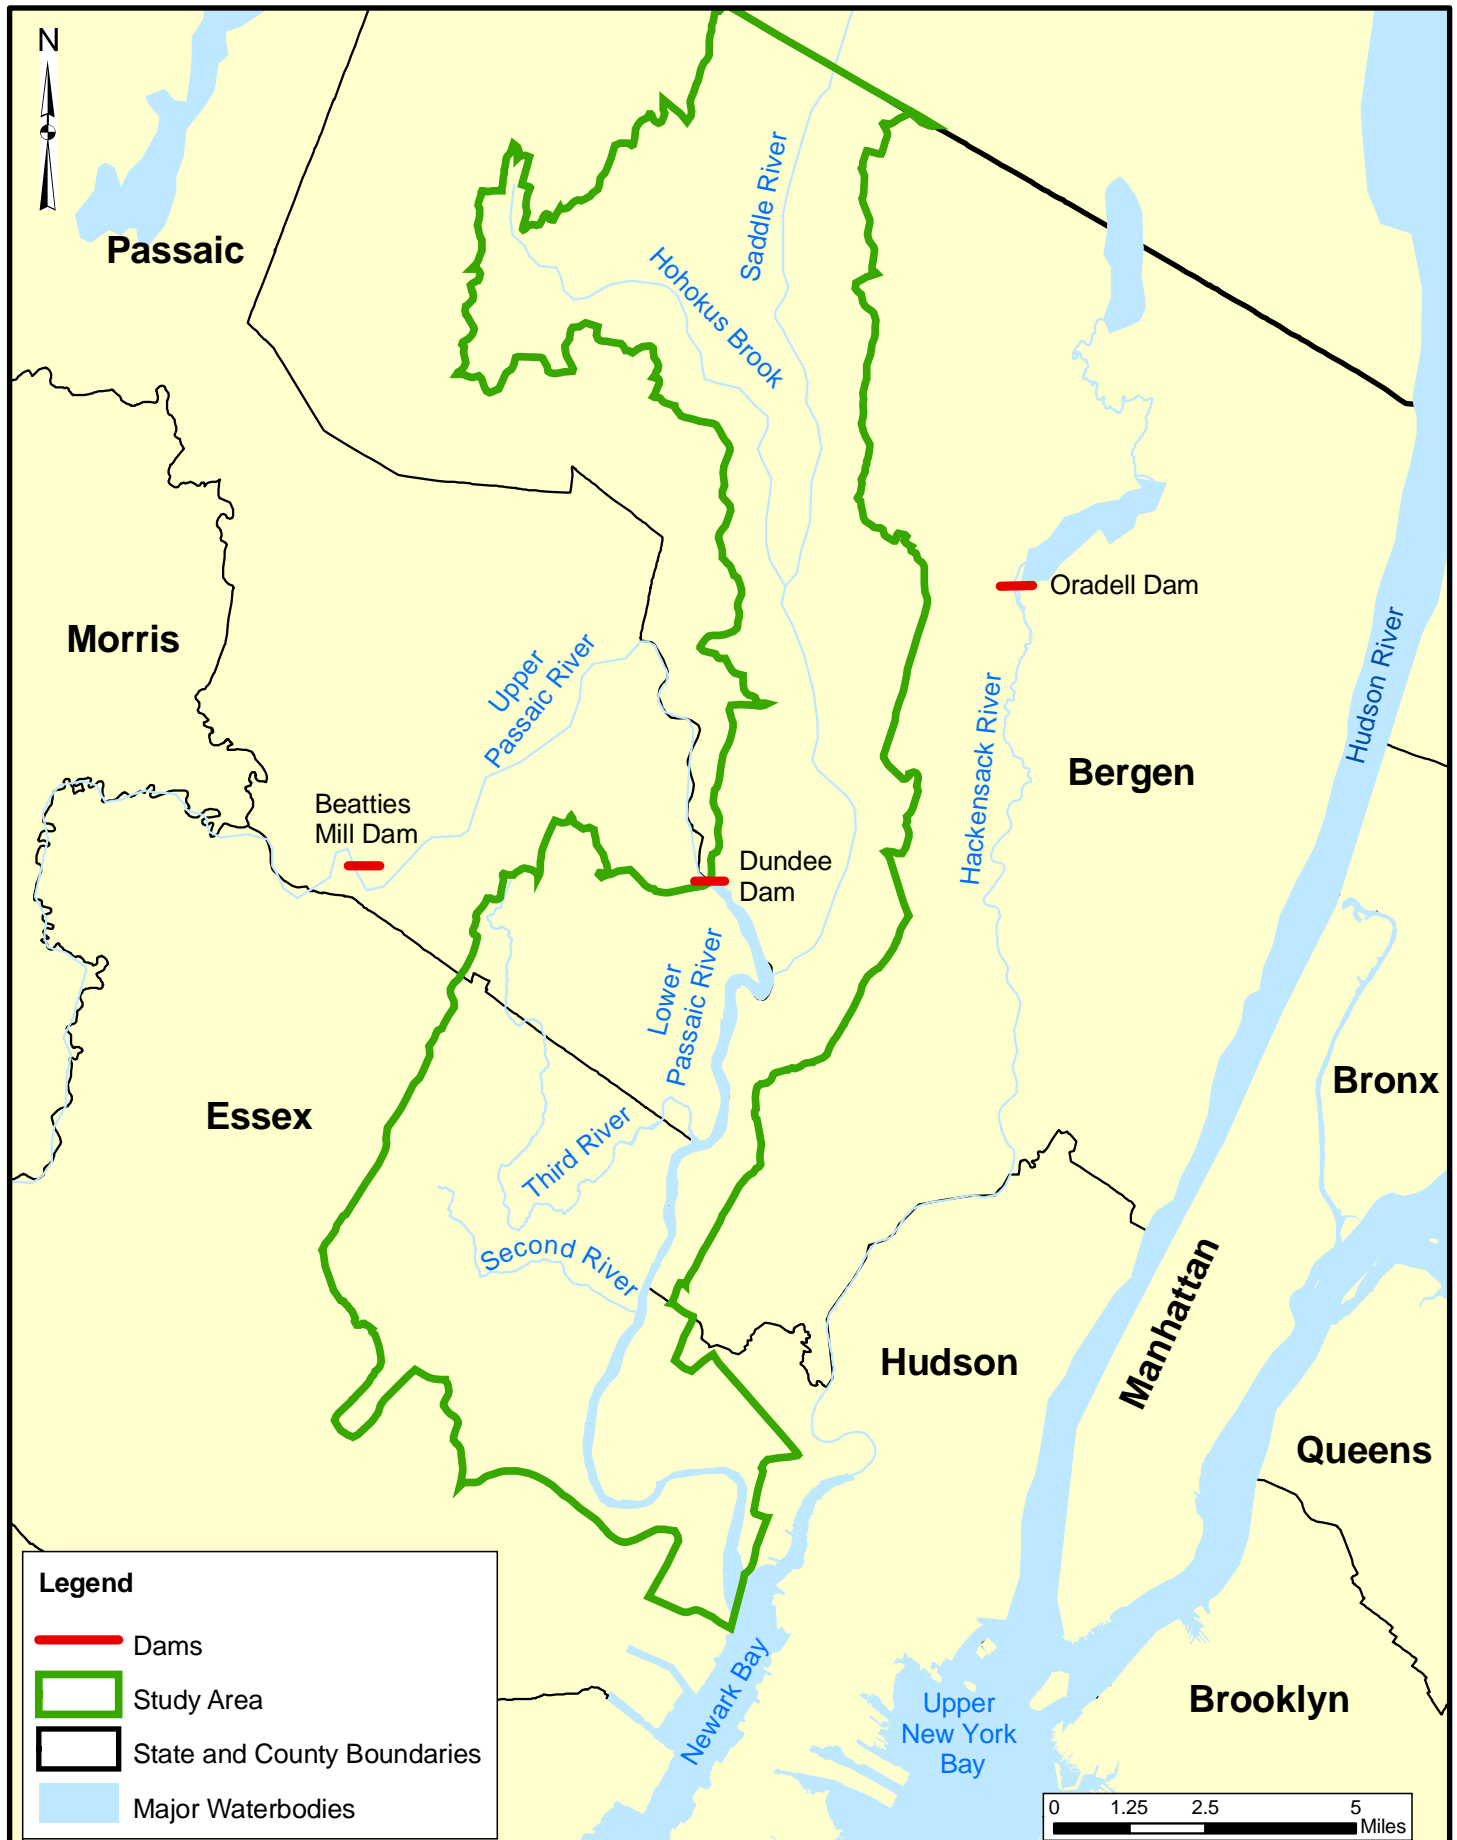 N
Passaic
Saddle River
Hohokus Brook
Oradell Dam
Morris
Upper
Passaic River
Hudson River
Hackensack River
Bergen
Beatties
Mill Dam
Dundee
Dam
Lower
Passaic River
Bronx
Essex
Third River
Second River
Manhattan
Hudson
Queens
Legend
Dams
Study Area
State and County Boundaries
Major Waterbodies
Newark Bay
Upper
New York
Bay
Brooklyn
0 1.25 2.5 5
Miles